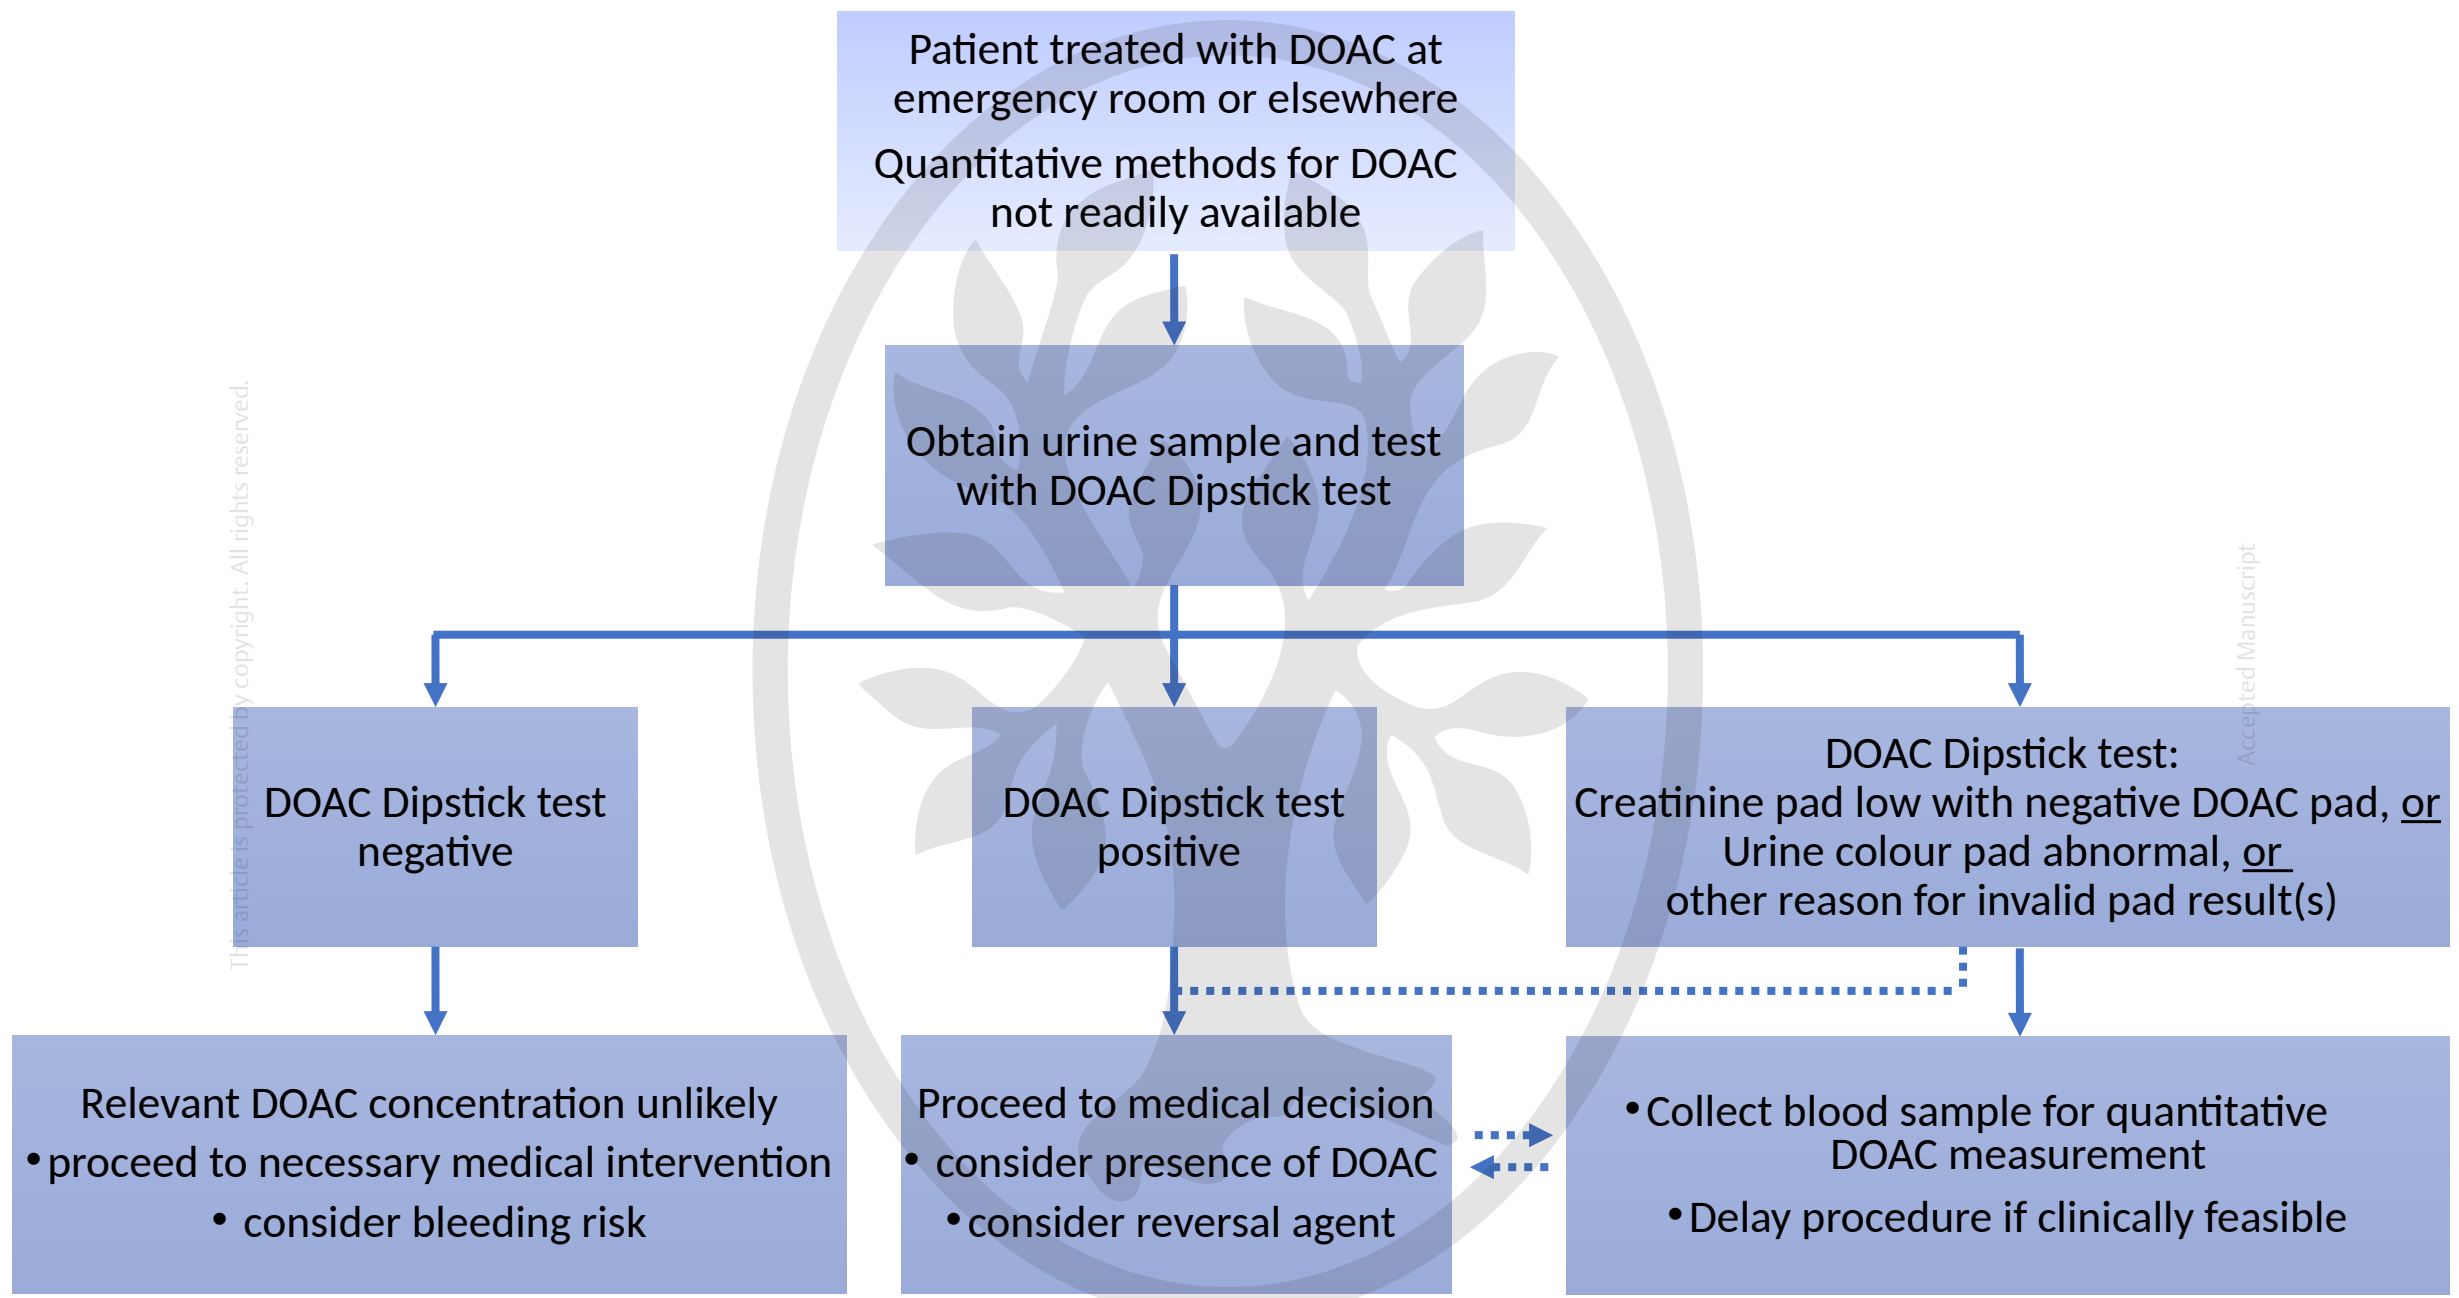 Patient treated with DOAC at
emergency room or elsewhere
Quantitative methods for DOAC
not readily available
Obtain urine sample and test
with DOAC Dipstick test
DOAC Dipstick test
negative
DOAC Dipstick test
positive
DOAC Dipstick test:
Creatinine pad low with negative DOAC pad, or
Urine colour pad abnormal, or
other reason for invalid pad result(s)
Relevant DOAC concentration unlikely
•proceed to necessary medical intervention
• consider bleeding risk
Proceed to medical decision
• consider presence of DOAC
•consider reversal agent
•Collect blood sample for quantitative
DOAC measurement
•Delay procedure if clinically feasible
This article is protected by copyright. All rights reserved.
Accepted Manuscript